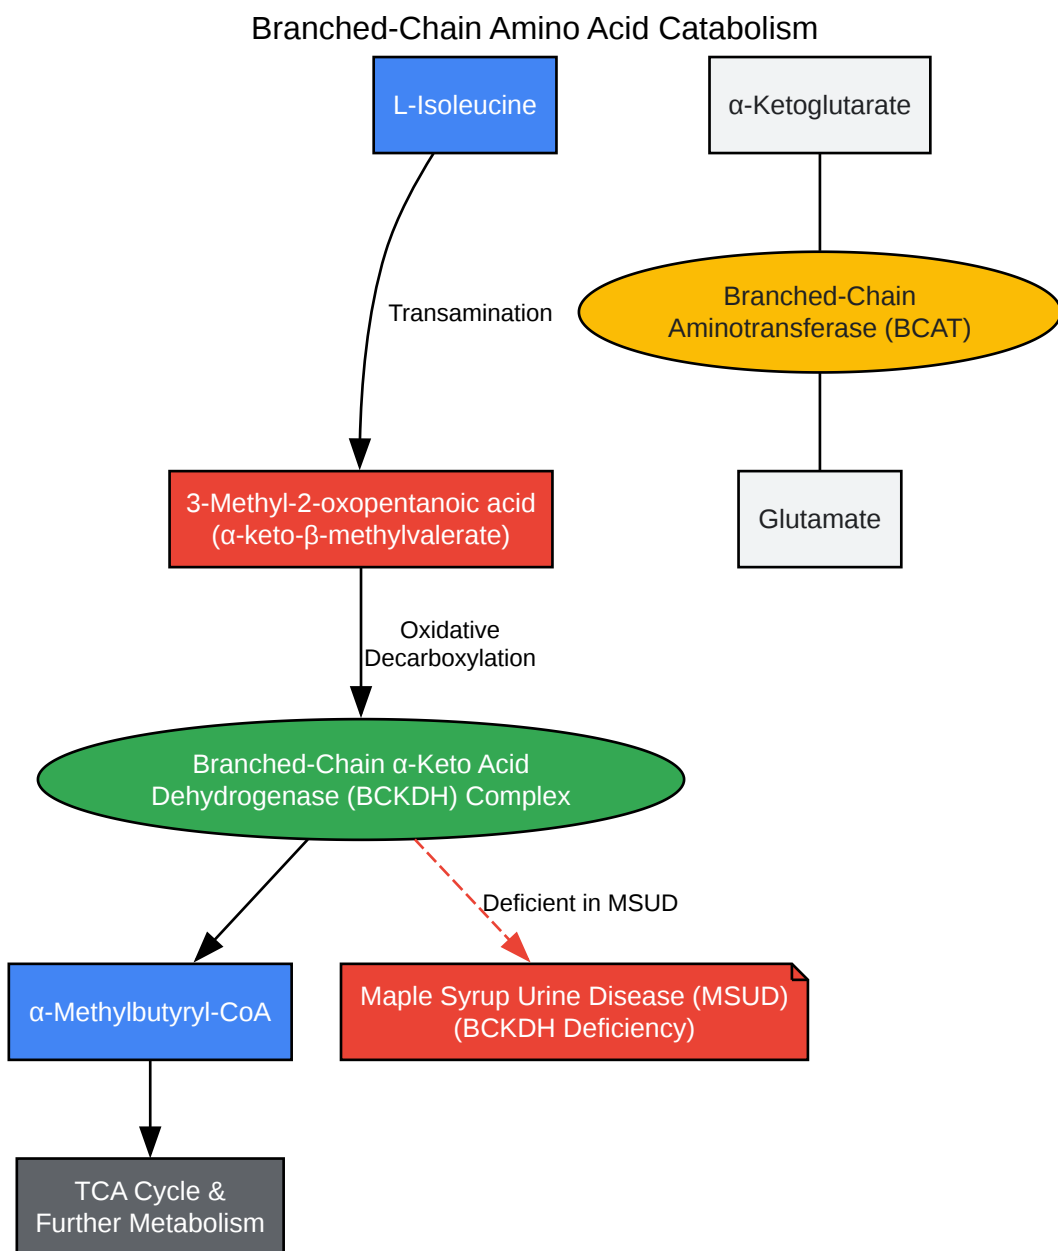 Branched-Chain Amino Acid Catabolism
L-Isoleucine
α-Ketoglutarate
Transamination
Branched-Chain
Aminotransferase (BCAT)
3-Methyl-2-oxopentanoic acid
(α-keto-β-methylvalerate)
Glutamate
Oxidative
Decarboxylation
Branched-Chain α-Keto Acid
Dehydrogenase (BCKDH) Complex
Deficient in MSUD
α-Methylbutyryl-CoA
Maple Syrup Urine Disease (MSUD)
(BCKDH Deficiency)
TCA Cycle &
Further Metabolism